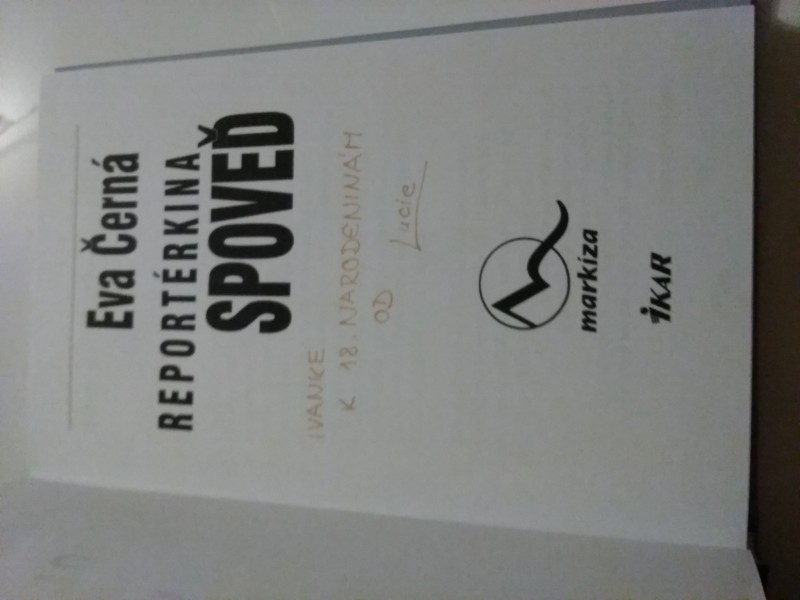 Eva Černá
REPORTÉRKINA
SPOVEĎ
IVANKE
K 18. NARODENINÁM
OD
Lucie
markíza
IKAR